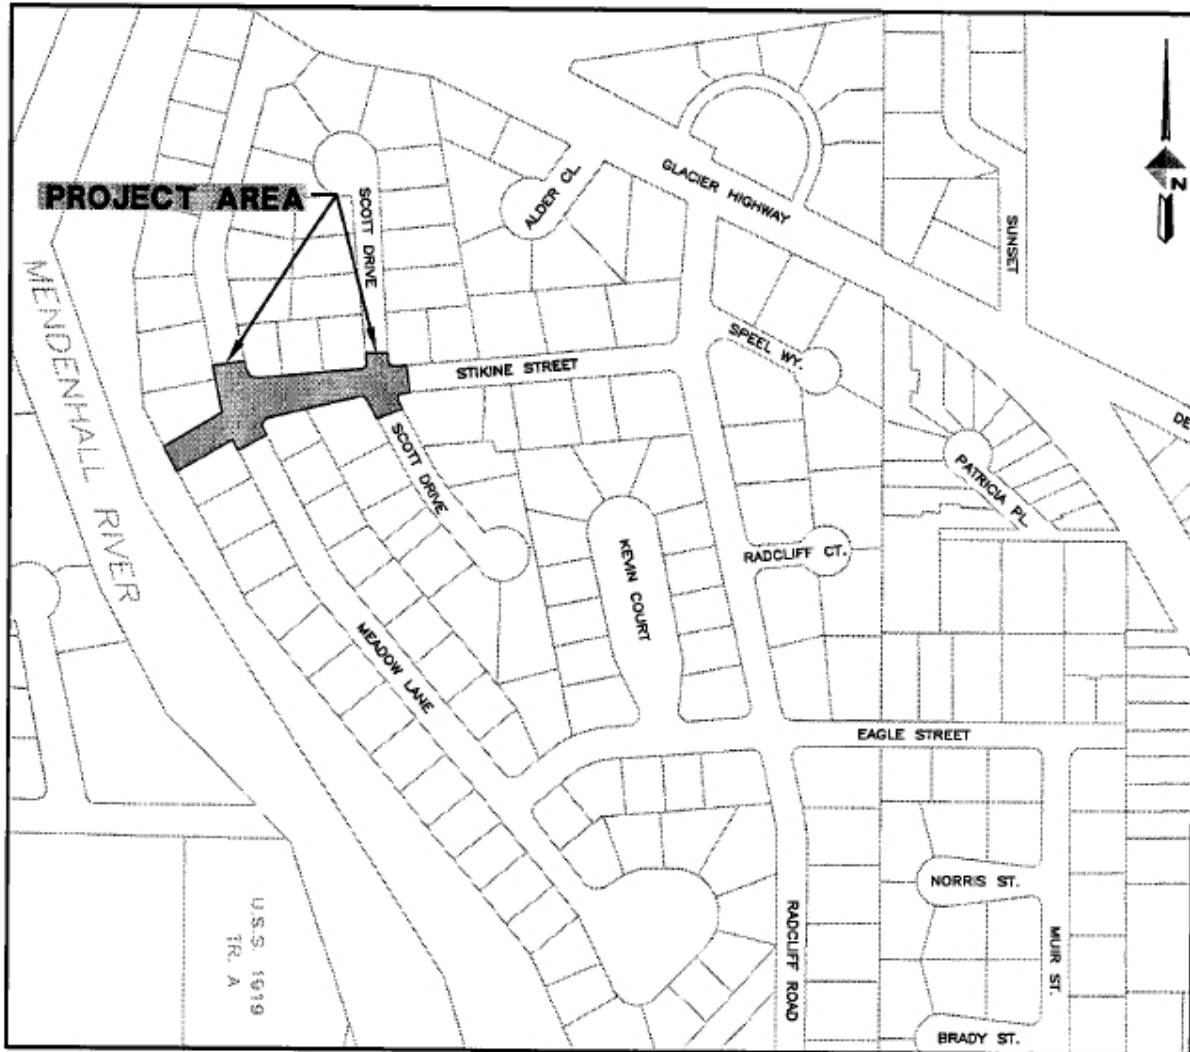 PROJECT AREA
SCOTT DRIVE
ALDER CL.
GLACIER HIGHWAY
SUNSET
N
MENDENHALL RIVER
STIKINE STREET
SPEEL WY.
DE
SCOTT DRIVE
PATRICIA PL.
KEVIN COURT
RADCLIFF CT.
MEADOW LANE
EAGLE STREET
NORRIS ST.
U.S.S. 1919
TR. A
RADCLIFF ROAD
MUIR ST.
BRADY ST.